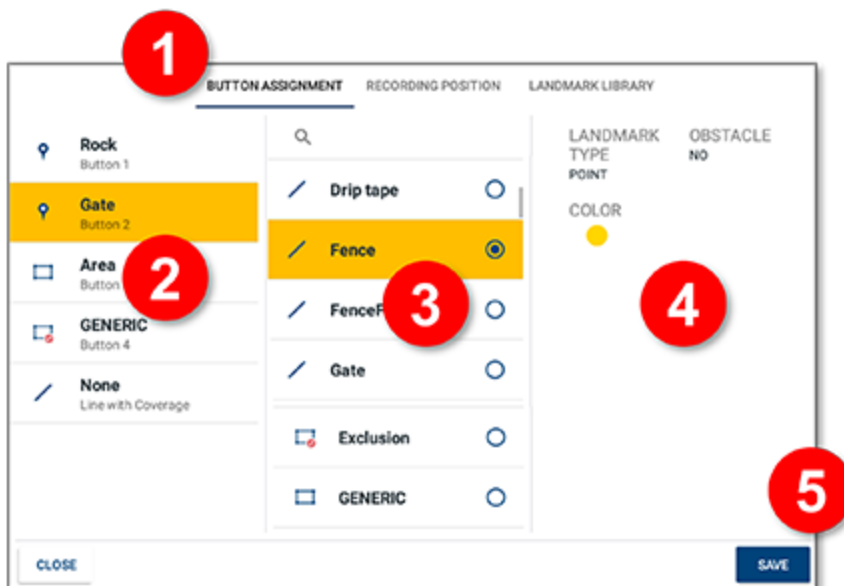 1
BUTTON ASSIGNMENT RECORDING POSITION LANDMARK LIBRARY
Rock
Button 1
Gate
Button 2
Area
Button
2
GENERIC
Button 4
None
Line with Coverage
Drip tape
Fence
3
Gate
Exclusion
GENERIC
LANDMARK TYPE
POINT
OBSTACLE
NO
COLOR
4
5
CLOSE
SAVE